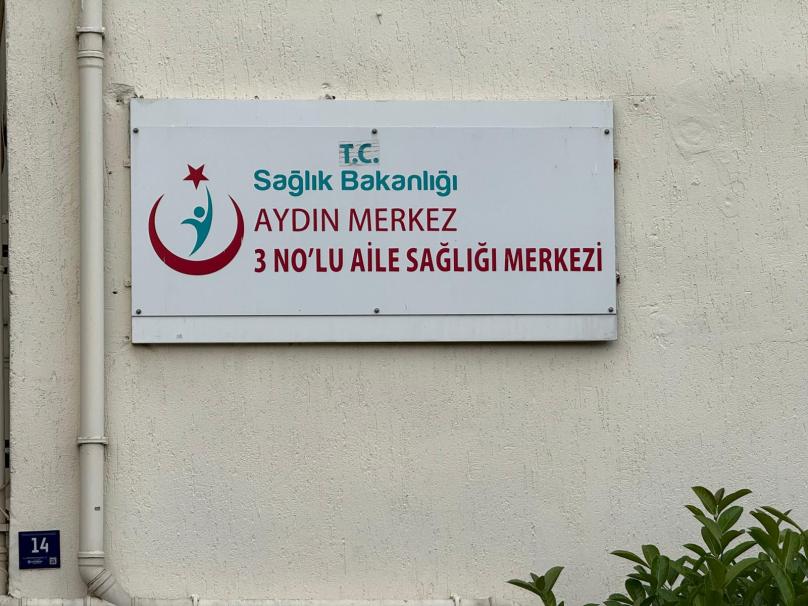 T.C.
Sağlık Bakanlığı
AYDIN MERKEZ
3 NO'LU AİLE SAĞLIĞI MERKEZİ
14